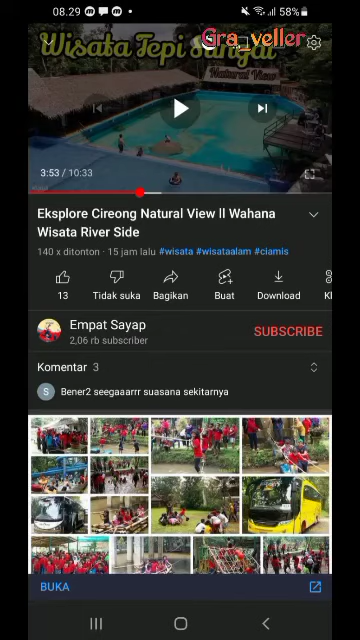 08.29
58%
Wisata Tepi Sungai
Gra_veller
Natural View
3:53 / 10:33
Eksplore Cireong Natural View ll Wahana
Wisata River Side
140 x ditonton · 15 jam lalu #wisata #wisataalam #ciamis
13
Tidak suka
Bagikan
Buat
Download
Kl
Empat Sayap
2,06 rb subscriber
SUBSCRIBE
Komentar 3
S
Bener2 seegaaarrr suasana sekitarnya
BUKA